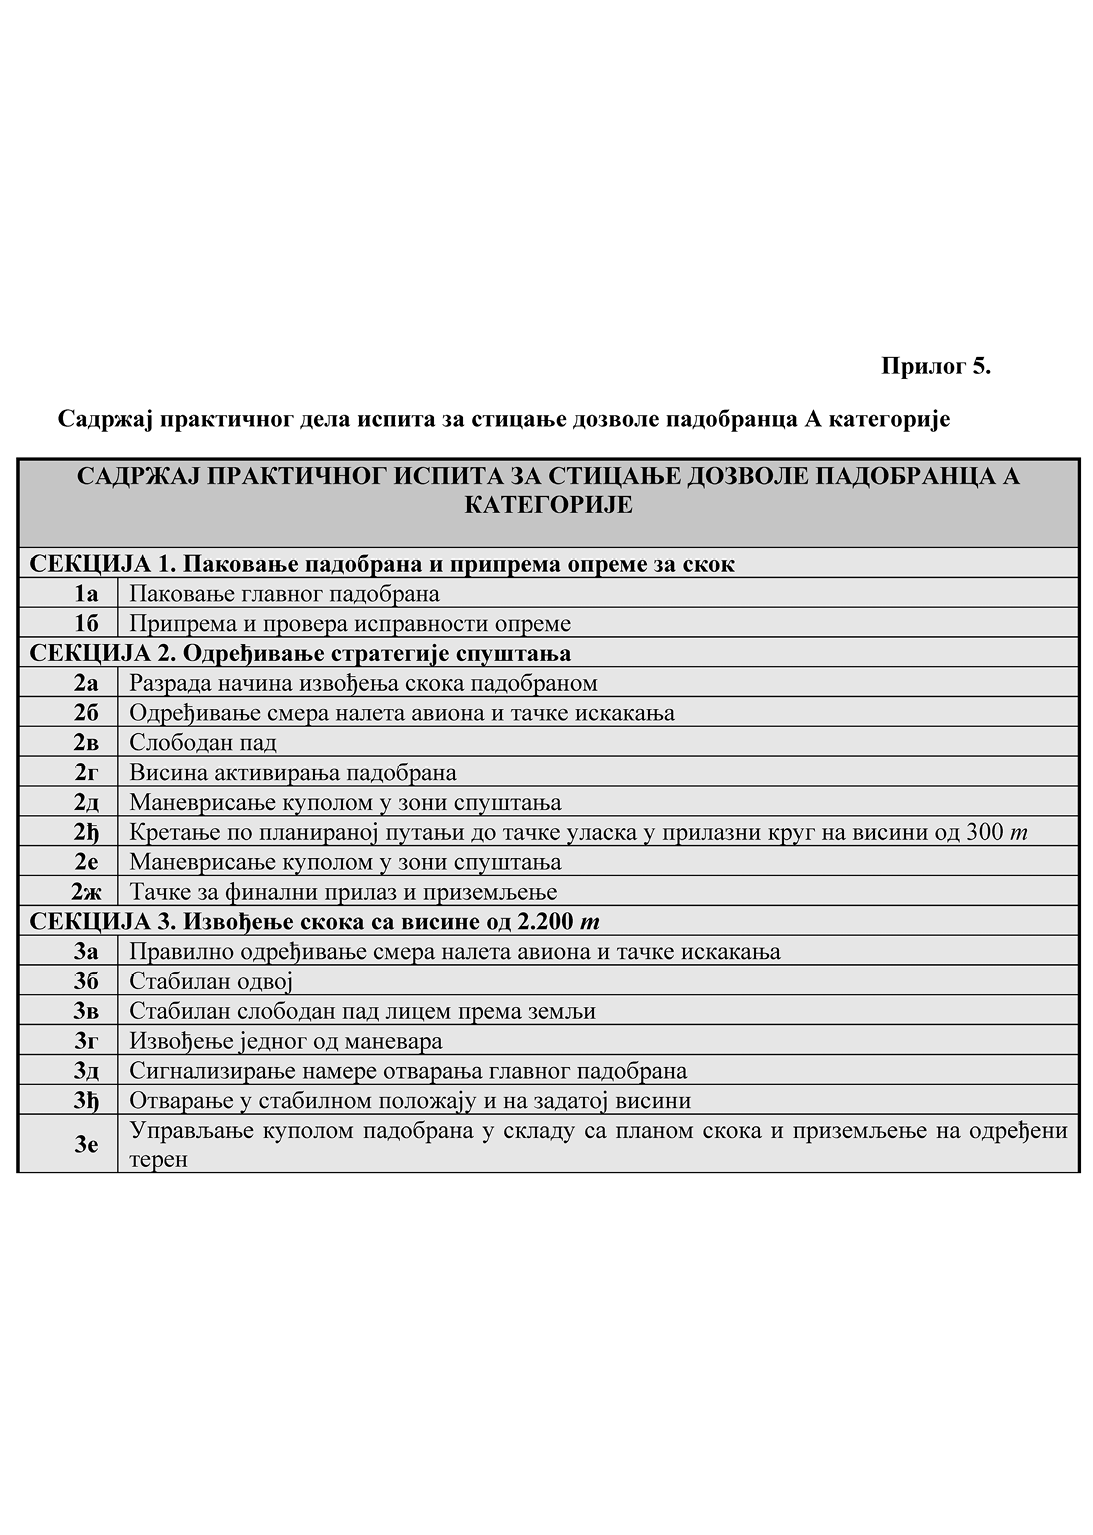 Прилог 5.
Садржај практичног дела испита за стицање дозволе падобранца А категорије
САДРЖАЈ ПРАКТИЧНОГ ИСПИТА ЗА СТИЦАЊЕ ДОЗВОЛЕ ПАДОБРАНЦА А
КАТЕГОРИЈЕ
СЕКЦИЈА 1. Паковање падобрана и припрема опреме за скок
1а Паковање главног падобрана
1б Припрема и провера исправности опреме
СЕКЦИЈА 2. Одређивање стратегије спуштања
2а Разрада начина извођења скока падобраном
2б Одређивање смера налета авиона и тачке искакања
2в Слободан пад
2г Висина активирања падобрана
2д Маневрисање куполом у зони спуштања
2ђ Кретање по планираној путањи до тачке уласка у прилазни круг на висини од 300 m
2е Маневрисање куполом у зони спуштања
2ж Тачке за финални прилаз и приземљење
СЕКЦИЈА 3. Извођење скока са висине од 2.200 m
3а Правилно одређивање смера налета авиона и тачке искакања
3б Стабилан одвој
3в Стабилан слободан пад лицем према земљи
3г Извођење једног од маневара
3д Сигнализирање намере отварања главног падобрана
3ђ Отварање у стабилном положају и на задатој висини
3е Управљање куполом падобрана у складу са планом скока и приземљење на одређени
терен